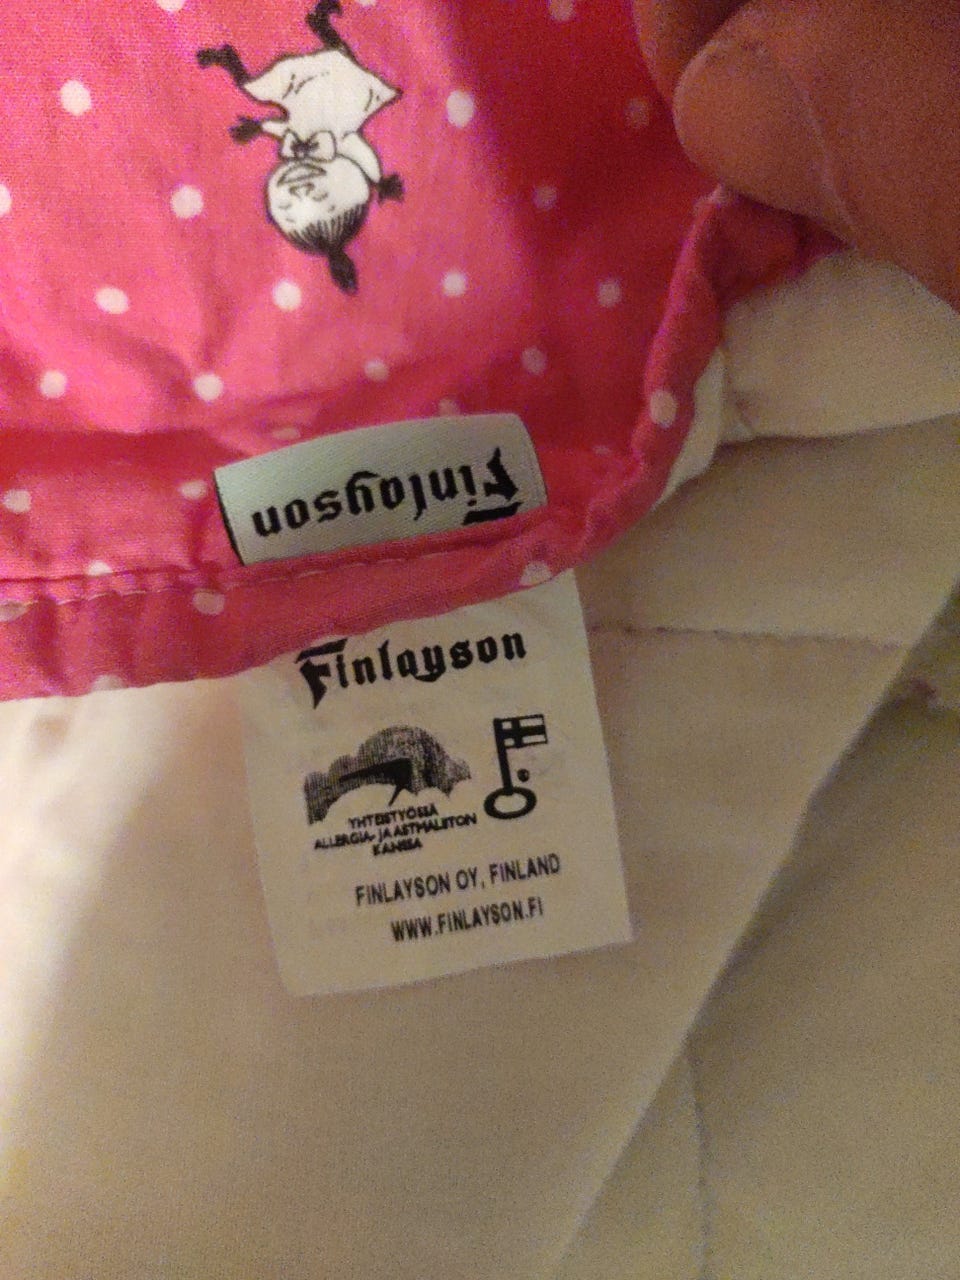 Finlayson
Finlayson
YHTEISTYÖSSÄ
ALLERGIA- JA ASTMALIITON
KANSSA
FINLAYSON OY, FINLAND
WWW.FINLAYSON.FI